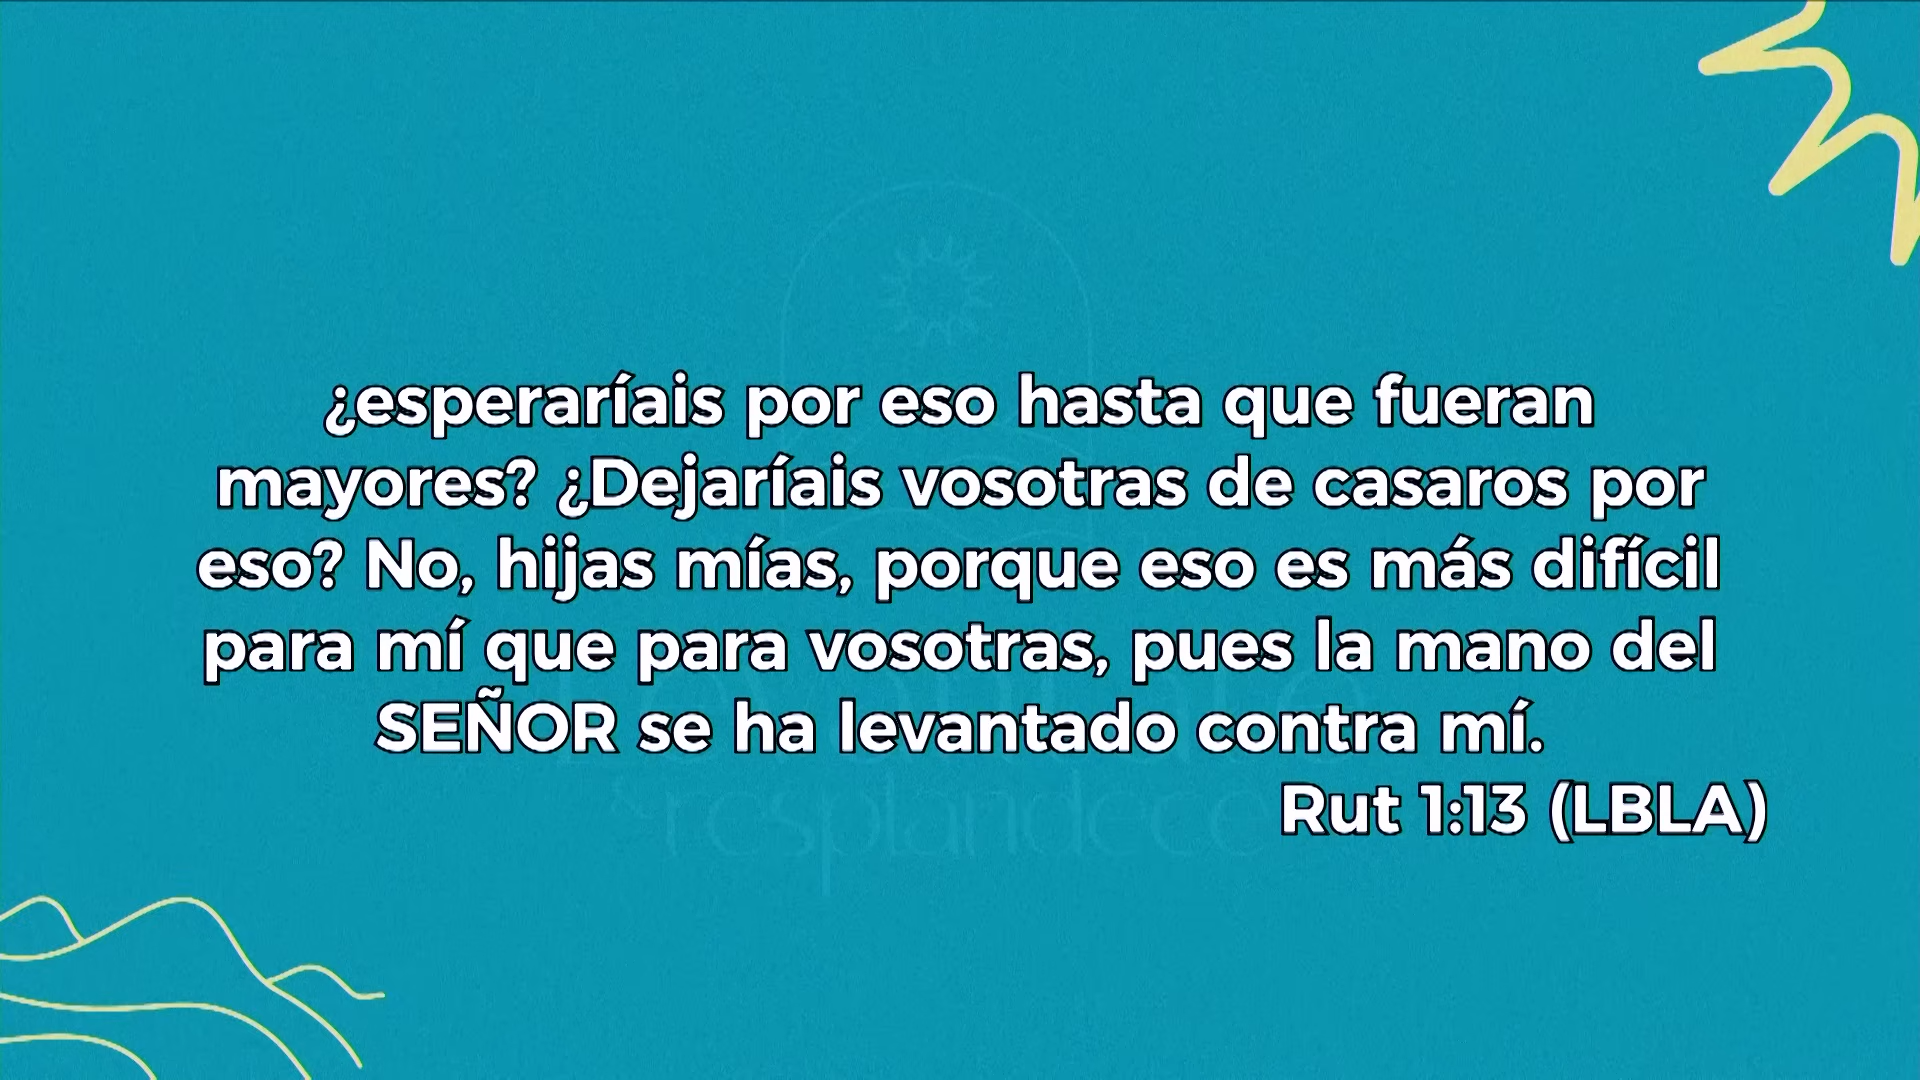 ¿esperaríais por eso hasta que fueran
mayores? ¿Dejaríais vosotras de casaros por
eso? No, hijas mías, porque eso es más difícil
para mí que para vosotras, pues la mano del
SEÑOR se ha levantado contra mí.
Rut 1:13 (LBLA)
Levántate
& resplandece